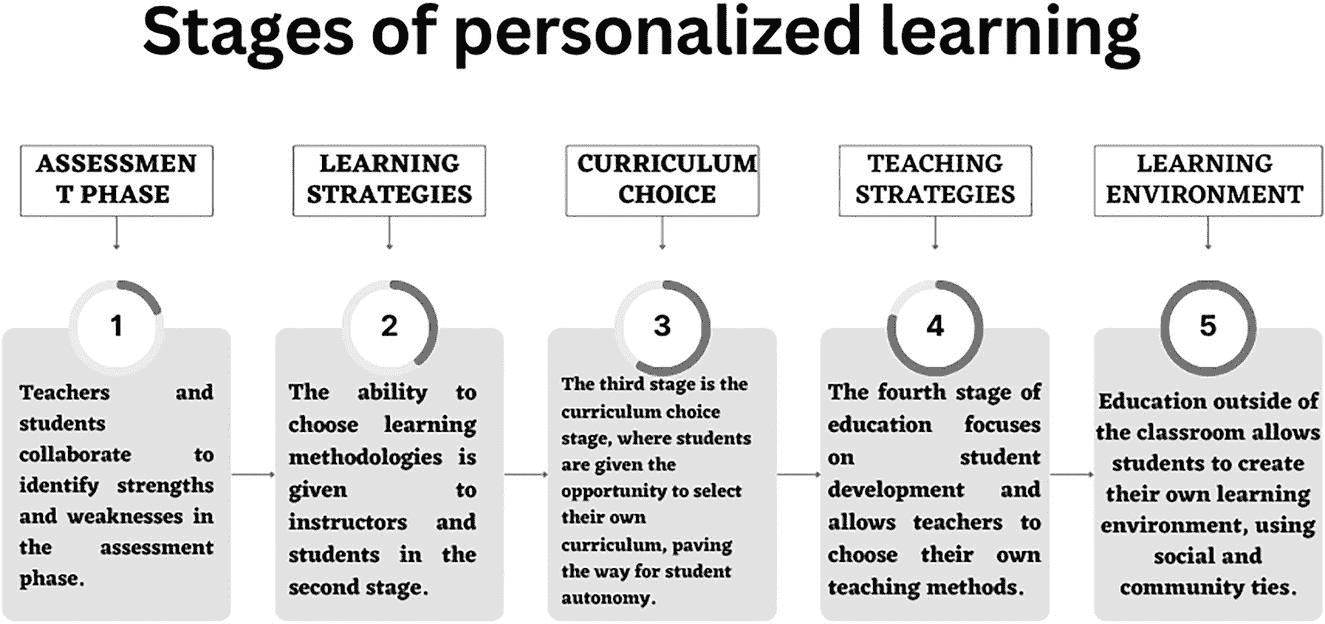 Stages of personalized learning
ASSESSMEN
T PHASE
1
Teachers and
students
collaborate to
identify strengths
and weaknesses in
the assessment
phase.
LEARNING
STRATEGIES
2
The ability to
choose learning
methodologies is
given to
instructors and
students in the
second stage.
CURRICULUM
CHOICE
3
The third stage is the
curriculum choice
stage, where students
are given the
opportunity to select
their own
curriculum, paving
the way for student
autonomy.
TEACHING
STRATEGIES
4
The fourth stage of
education focuses
on student
development and
allows teachers to
choose their own
teaching methods.
LEARNING
ENVIRONMENT
5
Education outside of
the classroom allows
students to create
their own learning
environment, using
social and
community ties.